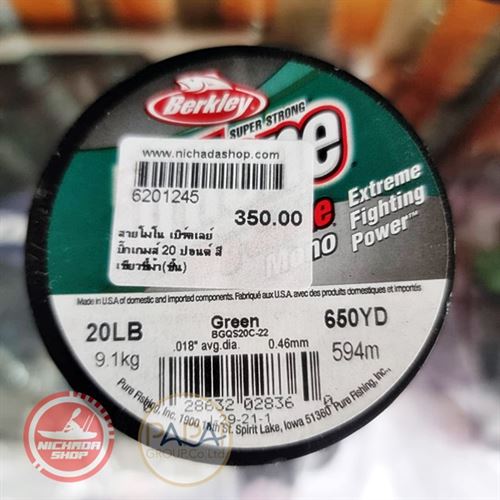 Berkley
SUPER STRONG
www.nichadashop.com
6201245
350.00
สายโมโน เบิร์คเลย์
บิ๊กเกมส์ 20 ปอนด์ สี
เขียวขี้ม้า(ชิ้น)
Mono
Extreme
Fighting
Power™
Made in U.S.A. of domestic and imported components. Fabriqué aux U.S.A. avec des produits domestiques et importés
20LB
9.1kg
Green
BGQS20C-22
.018" avg.dia. 0.46mm
650YD
594m
28632 02836
1-29-21-1
Pure Fishing, Inc. 1900 18th St. Spirit Lake, Iowa 51360 Pure Fishing, Inc.,
NICHADA
SHOP
PAPA
GROUP.Co.,Ltd